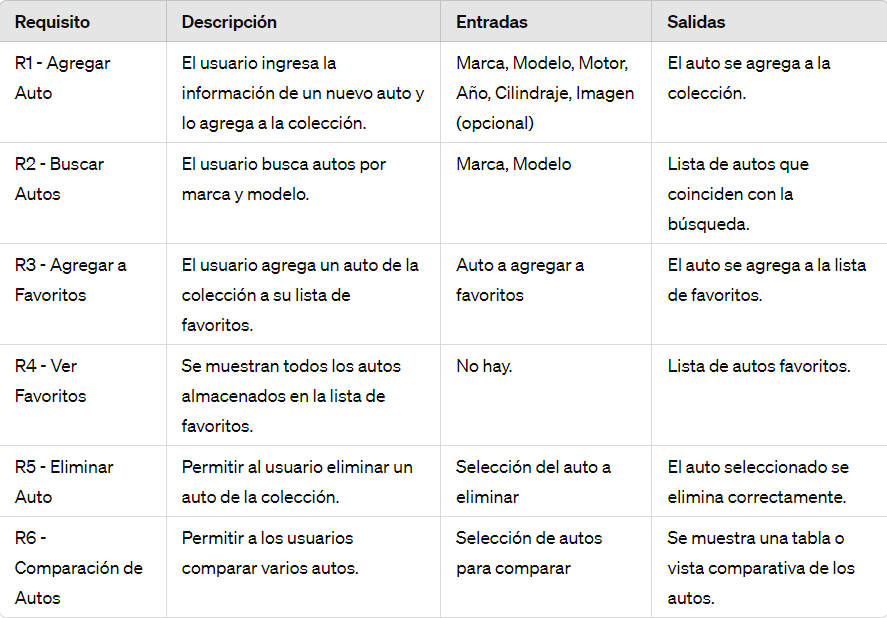 Requisito Descripción Entradas Salidas
R1 - Agregar Auto
El usuario ingresa la información de un nuevo auto y lo agrega a la colección.
Marca, Modelo, Motor, Año, Cilindraje, Imagen (opcional)
El auto se agrega a la colección.
R2 - Buscar Autos
El usuario busca autos por marca y modelo.
Marca, Modelo
Lista de autos que coinciden con la búsqueda.
R3 - Agregar a Favoritos
El usuario agrega un auto de la colección a su lista de favoritos.
Auto a agregar a favoritos
El auto se agrega a la lista de favoritos.
R4 - Ver Favoritos
Se muestran todos los autos almacenados en la lista de favoritos.
No hay.
Lista de autos favoritos.
R5 - Eliminar Auto
Permitir al usuario eliminar un auto de la colección.
Selección del auto a eliminar
El auto seleccionado se elimina correctamente.
R6 - Comparación de Autos
Permitir a los usuarios comparar varios autos.
Selección de autos para comparar
Se muestra una tabla o vista comparativa de los autos.